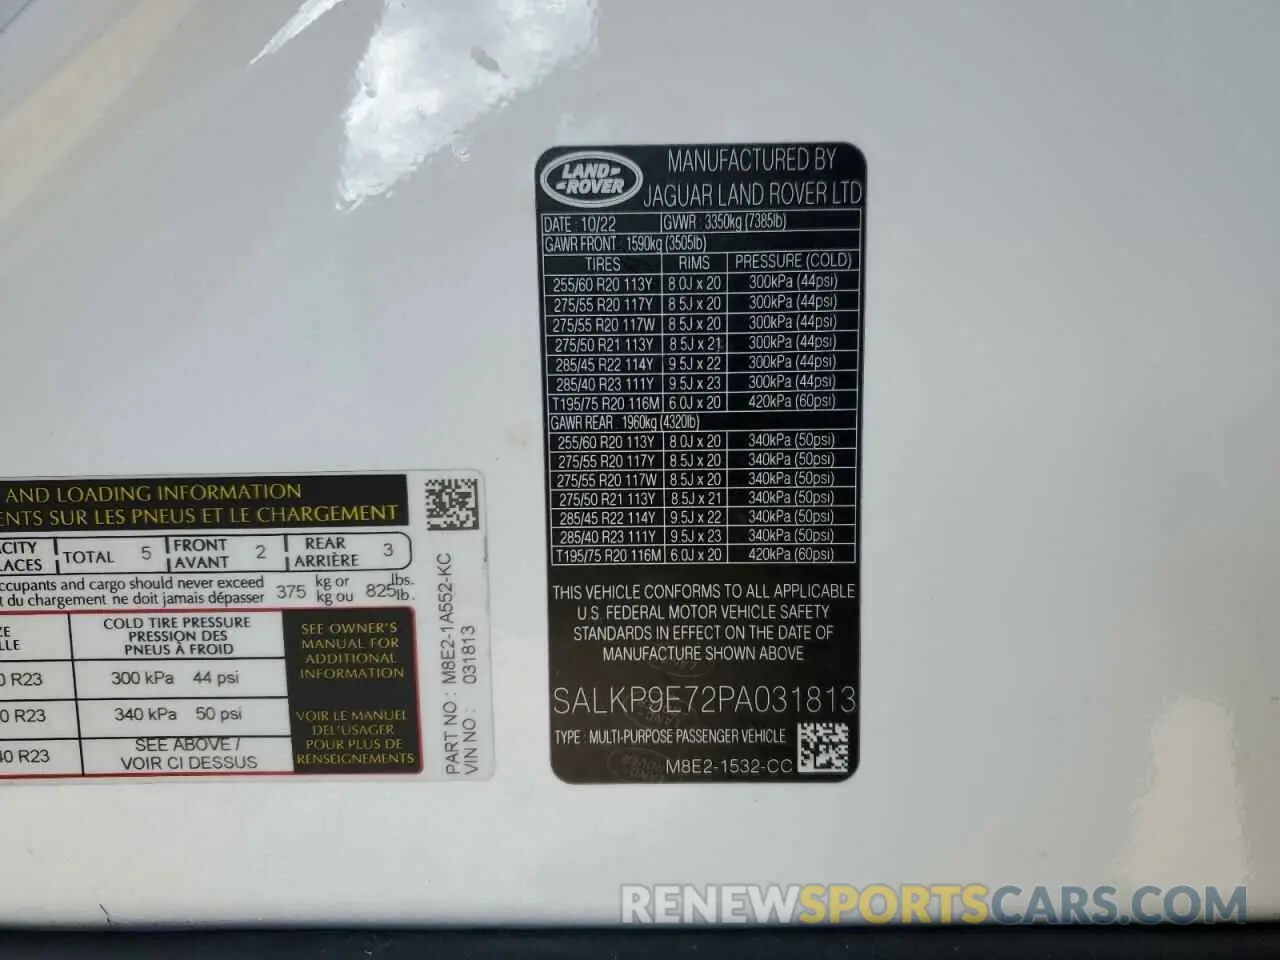 LAND-
-ROVER
MANUFACTURED BY
JAGUAR LAND ROVER LTD
DATE : 10/22 GVWR : 3350kg (7385lb)
GAWR FRONT : 1590kg (3505lb)
TIRES RIMS PRESSURE (COLD)
255/60 R20 113Y 8.0J x 20 300kPa (44psi)
275/55 R20 117Y 8.5J x 20 300kPa (44psi)
275/55 R20 117W 8.5J x 20 300kPa (44psi)
275/50 R21 113Y 8.5J x 21 300kPa (44psi)
285/45 R22 114Y 9.5J x 22 300kPa (44psi)
285/40 R23 111Y 9.5J x 23 300kPa (44psi)
T195/75 R20 116M 6.0J x 20 420kPa (60psi)
GAWR REAR : 1960kg (4320lb)
255/60 R20 113Y 8.0J x 20 340kPa (50psi)
275/55 R20 117Y 8.5J x 20 340kPa (50psi)
275/55 R20 117W 8.5J x 20 340kPa (50psi)
275/50 R21 113Y 8.5J x 21 340kPa (50psi)
285/45 R22 114Y 9.5J x 22 340kPa (50psi)
285/40 R23 111Y 9.5J x 23 340kPa (50psi)
T195/75 R20 116M 6.0J x 20 420kPa (60psi)
THIS VEHICLE CONFORMS TO ALL APPLICABLE
U.S. FEDERAL MOTOR VEHICLE SAFETY
STANDARDS IN EFFECT ON THE DATE OF
MANUFACTURE SHOWN ABOVE
SALKP9E72PA031813
TYPE : MULTI-PURPOSE PASSENGER VEHICLE
M8E2-1532-CC
AND LOADING INFORMATION
ENTS SUR LES PNEUS ET LE CHARGEMENT
CITY TOTAL 5 FRONT 2 REAR 3
LACES AVANT ARRIÈRE
ccupants and cargo should never exceed 375 kg or 825 lbs.
t du chargement ne doit jamais dépasser kg ou lb.
ZE COLD TIRE PRESSURE
LLE PRESSION DES
PNEUS À FROID
0 R23 300 kPa 44 psi
0 R23 340 kPa 50 psi
40 R23 SEE ABOVE /
VOIR CI DESSUS
SEE OWNER'S
MANUAL FOR
ADDITIONAL
INFORMATION
VOIR LE MANUEL
DEL'USAGER
POUR PLUS DE
RENSEIGNEMENTS
PART NO : M8E2-1A552-KC
VIN NO : 031813
RENEWSPORTSCARS.COM